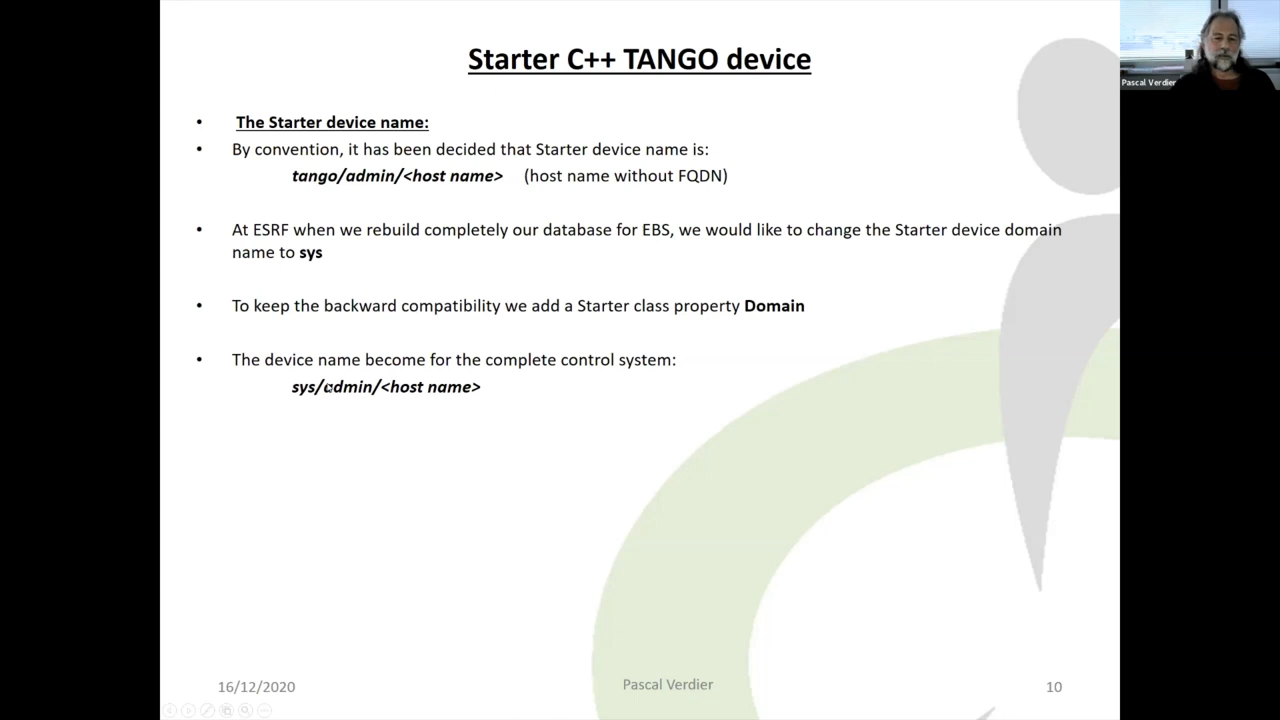 Starter C++ TANGO device
• The Starter device name:
• By convention, it has been decided that Starter device name is:
tango/admin/<host name> (host name without FQDN)
• At ESRF when we rebuild completely our database for EBS, we would like to change the Starter device domain
name to sys
• To keep the backward compatibility we add a Starter class property Domain
• The device name become for the complete control system:
sys/admin/<host name>
16/12/2020
Pascal Verdier
10
Pascal Verdier